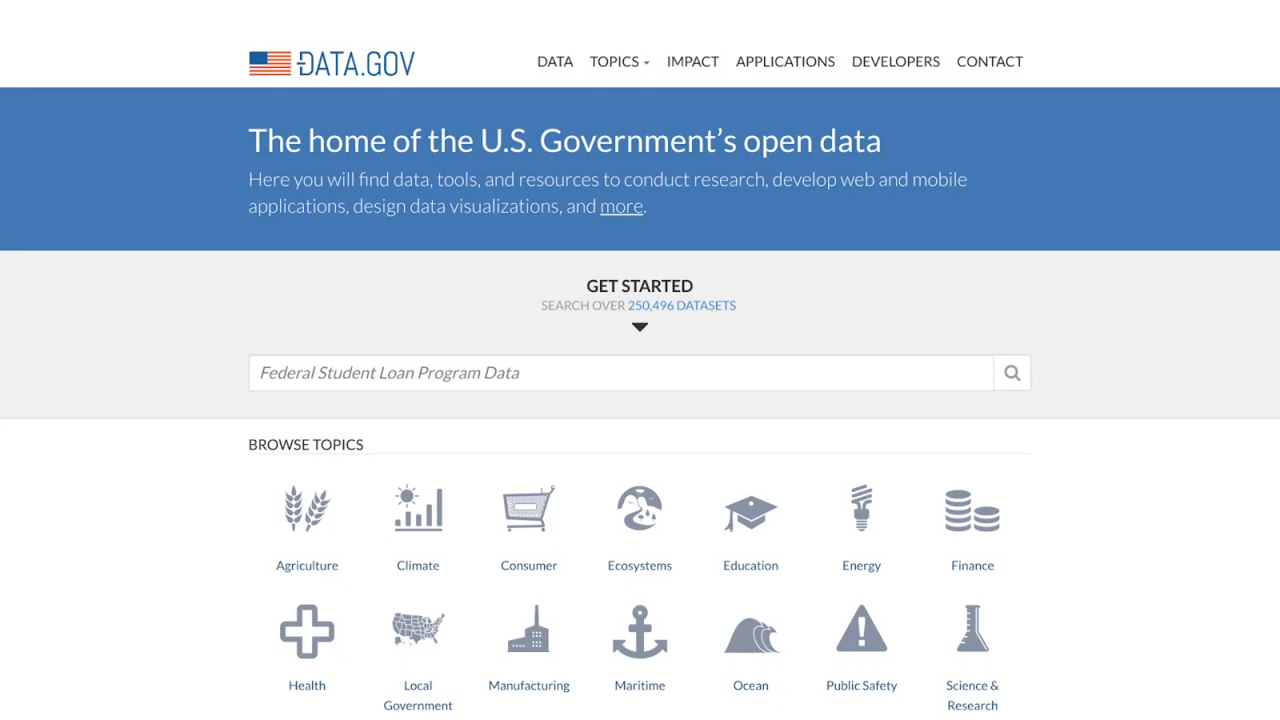 DATA.GOV
DATA TOPICS IMPACT APPLICATIONS DEVELOPERS CONTACT
The home of the U.S. Government’s open data
Here you will find data, tools, and resources to conduct research, develop web and mobile
applications, design data visualizations, and more.
GET STARTED
SEARCH OVER 250,496 DATASETS
Federal Student Loan Program Data
BROWSE TOPICS
Agriculture Climate Consumer Ecosystems Education Energy Finance
Health Local Manufacturing Maritime Ocean Public Safety Science &
Government Research